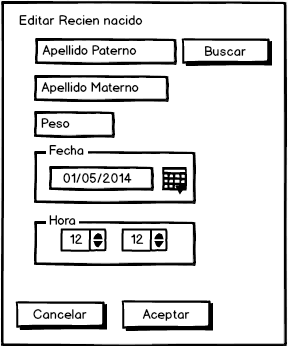 Editar Recien nacido
Apellido Paterno Buscar
Apellido Materno
Peso
Fecha
01/05/2014
Hora
12 12
Cancelar Aceptar